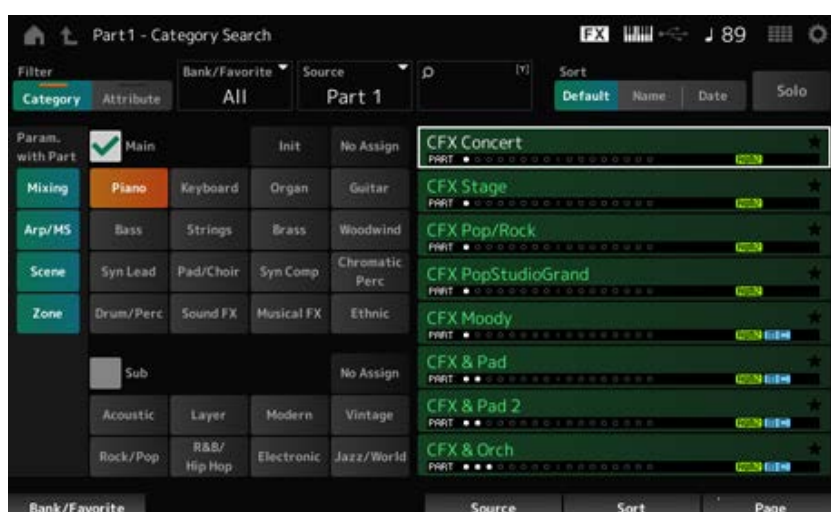 Part1 - Category Search
FX
♩ 89
Filter
Category
Attribute
Bank/Favorite
All
Source
Part 1
[Y]
Sort
Default
Name
Date
Solo
Param.
with Part
Mixing
Arp/MS
Scene
Zone
Main
Init
No Assign
Piano
Keyboard
Organ
Guitar
Bass
Strings
Brass
Woodwind
Syn Lead
Pad/Choir
Syn Comp
Chromatic
Perc
Drum/Perc
Sound FX
Musical FX
Ethnic
Sub
No Assign
Acoustic
Layer
Modern
Vintage
Rock/Pop
R&B/
Hip Hop
Electronic
Jazz/World
CFX Concert
PART
CFX Stage
PART
CFX Pop/Rock
PART
CFX PopStudioGrand
PART
CFX Moody
PART
CFX & Pad
PART
CFX & Pad 2
PART
CFX & Orch
PART
Bank/Favorite
Source
Sort
Page